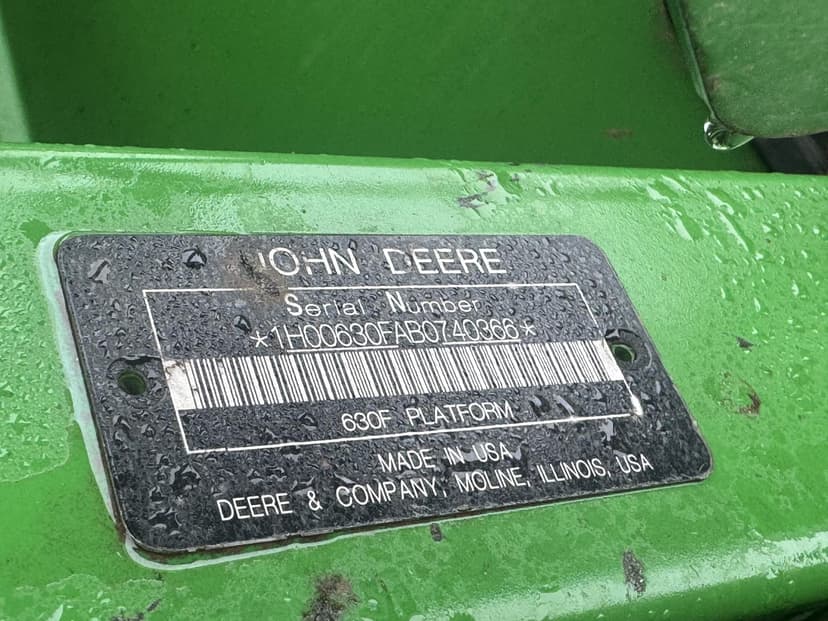 JOHN DEERE
Serial Number
*1H00630FAB0740366*
630F PLATFORM
MADE IN USA
DEERE & COMPANY, MOLINE, ILLINOIS, USA